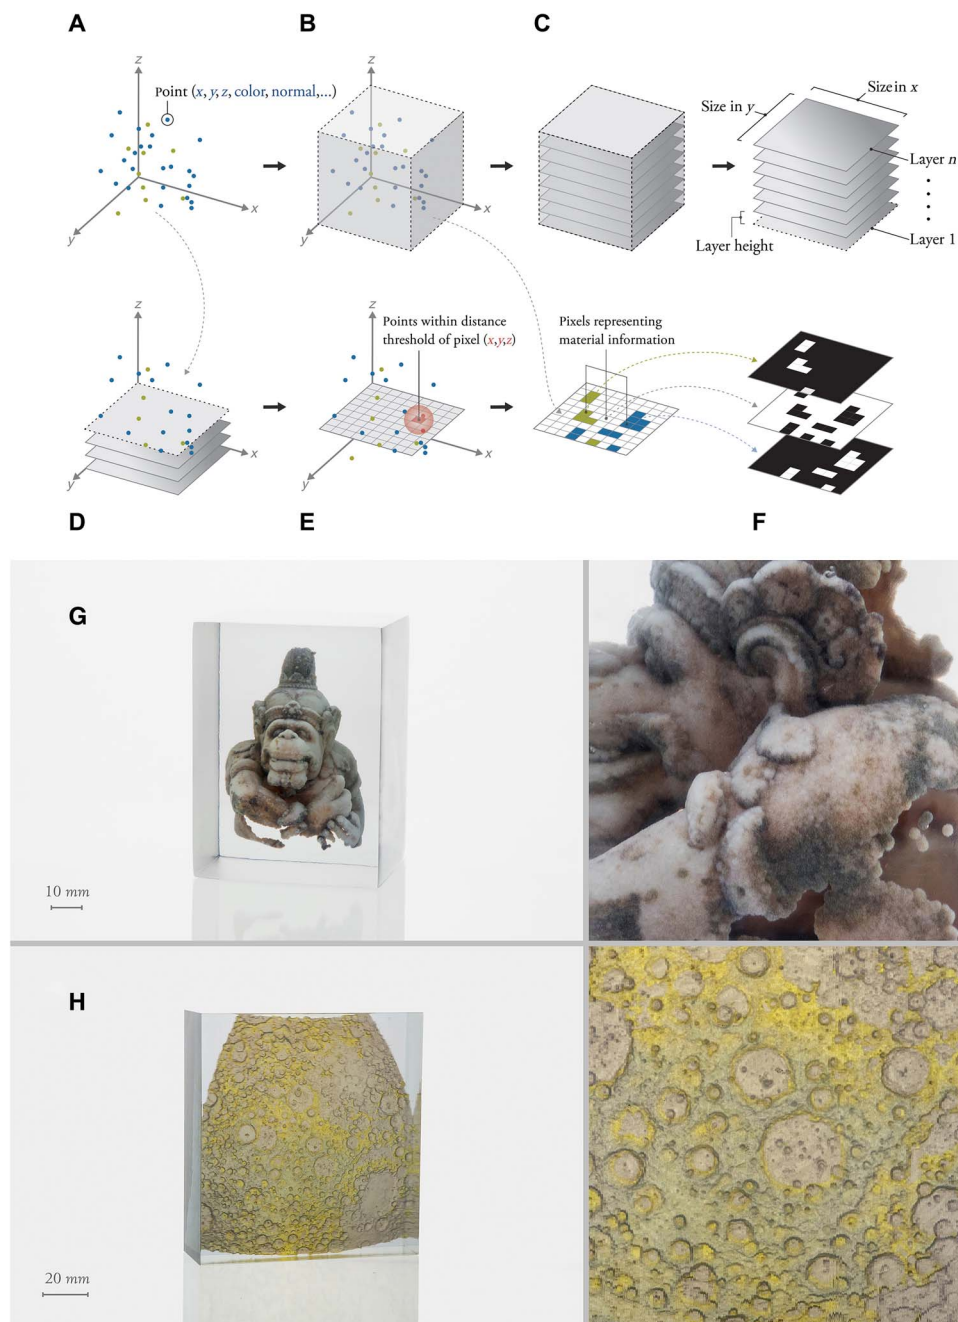 A
B
C
z
Point (x, y, z, color, normal,...)
x
y
z
x
y
Size in y
Size in x
Layer n
Layer height
Layer 1
z
x
y
z
Points within distance
threshold of pixel (x,y,z)
x
y
Pixels representing
material information
D
E
F
G
10 mm
H
20 mm